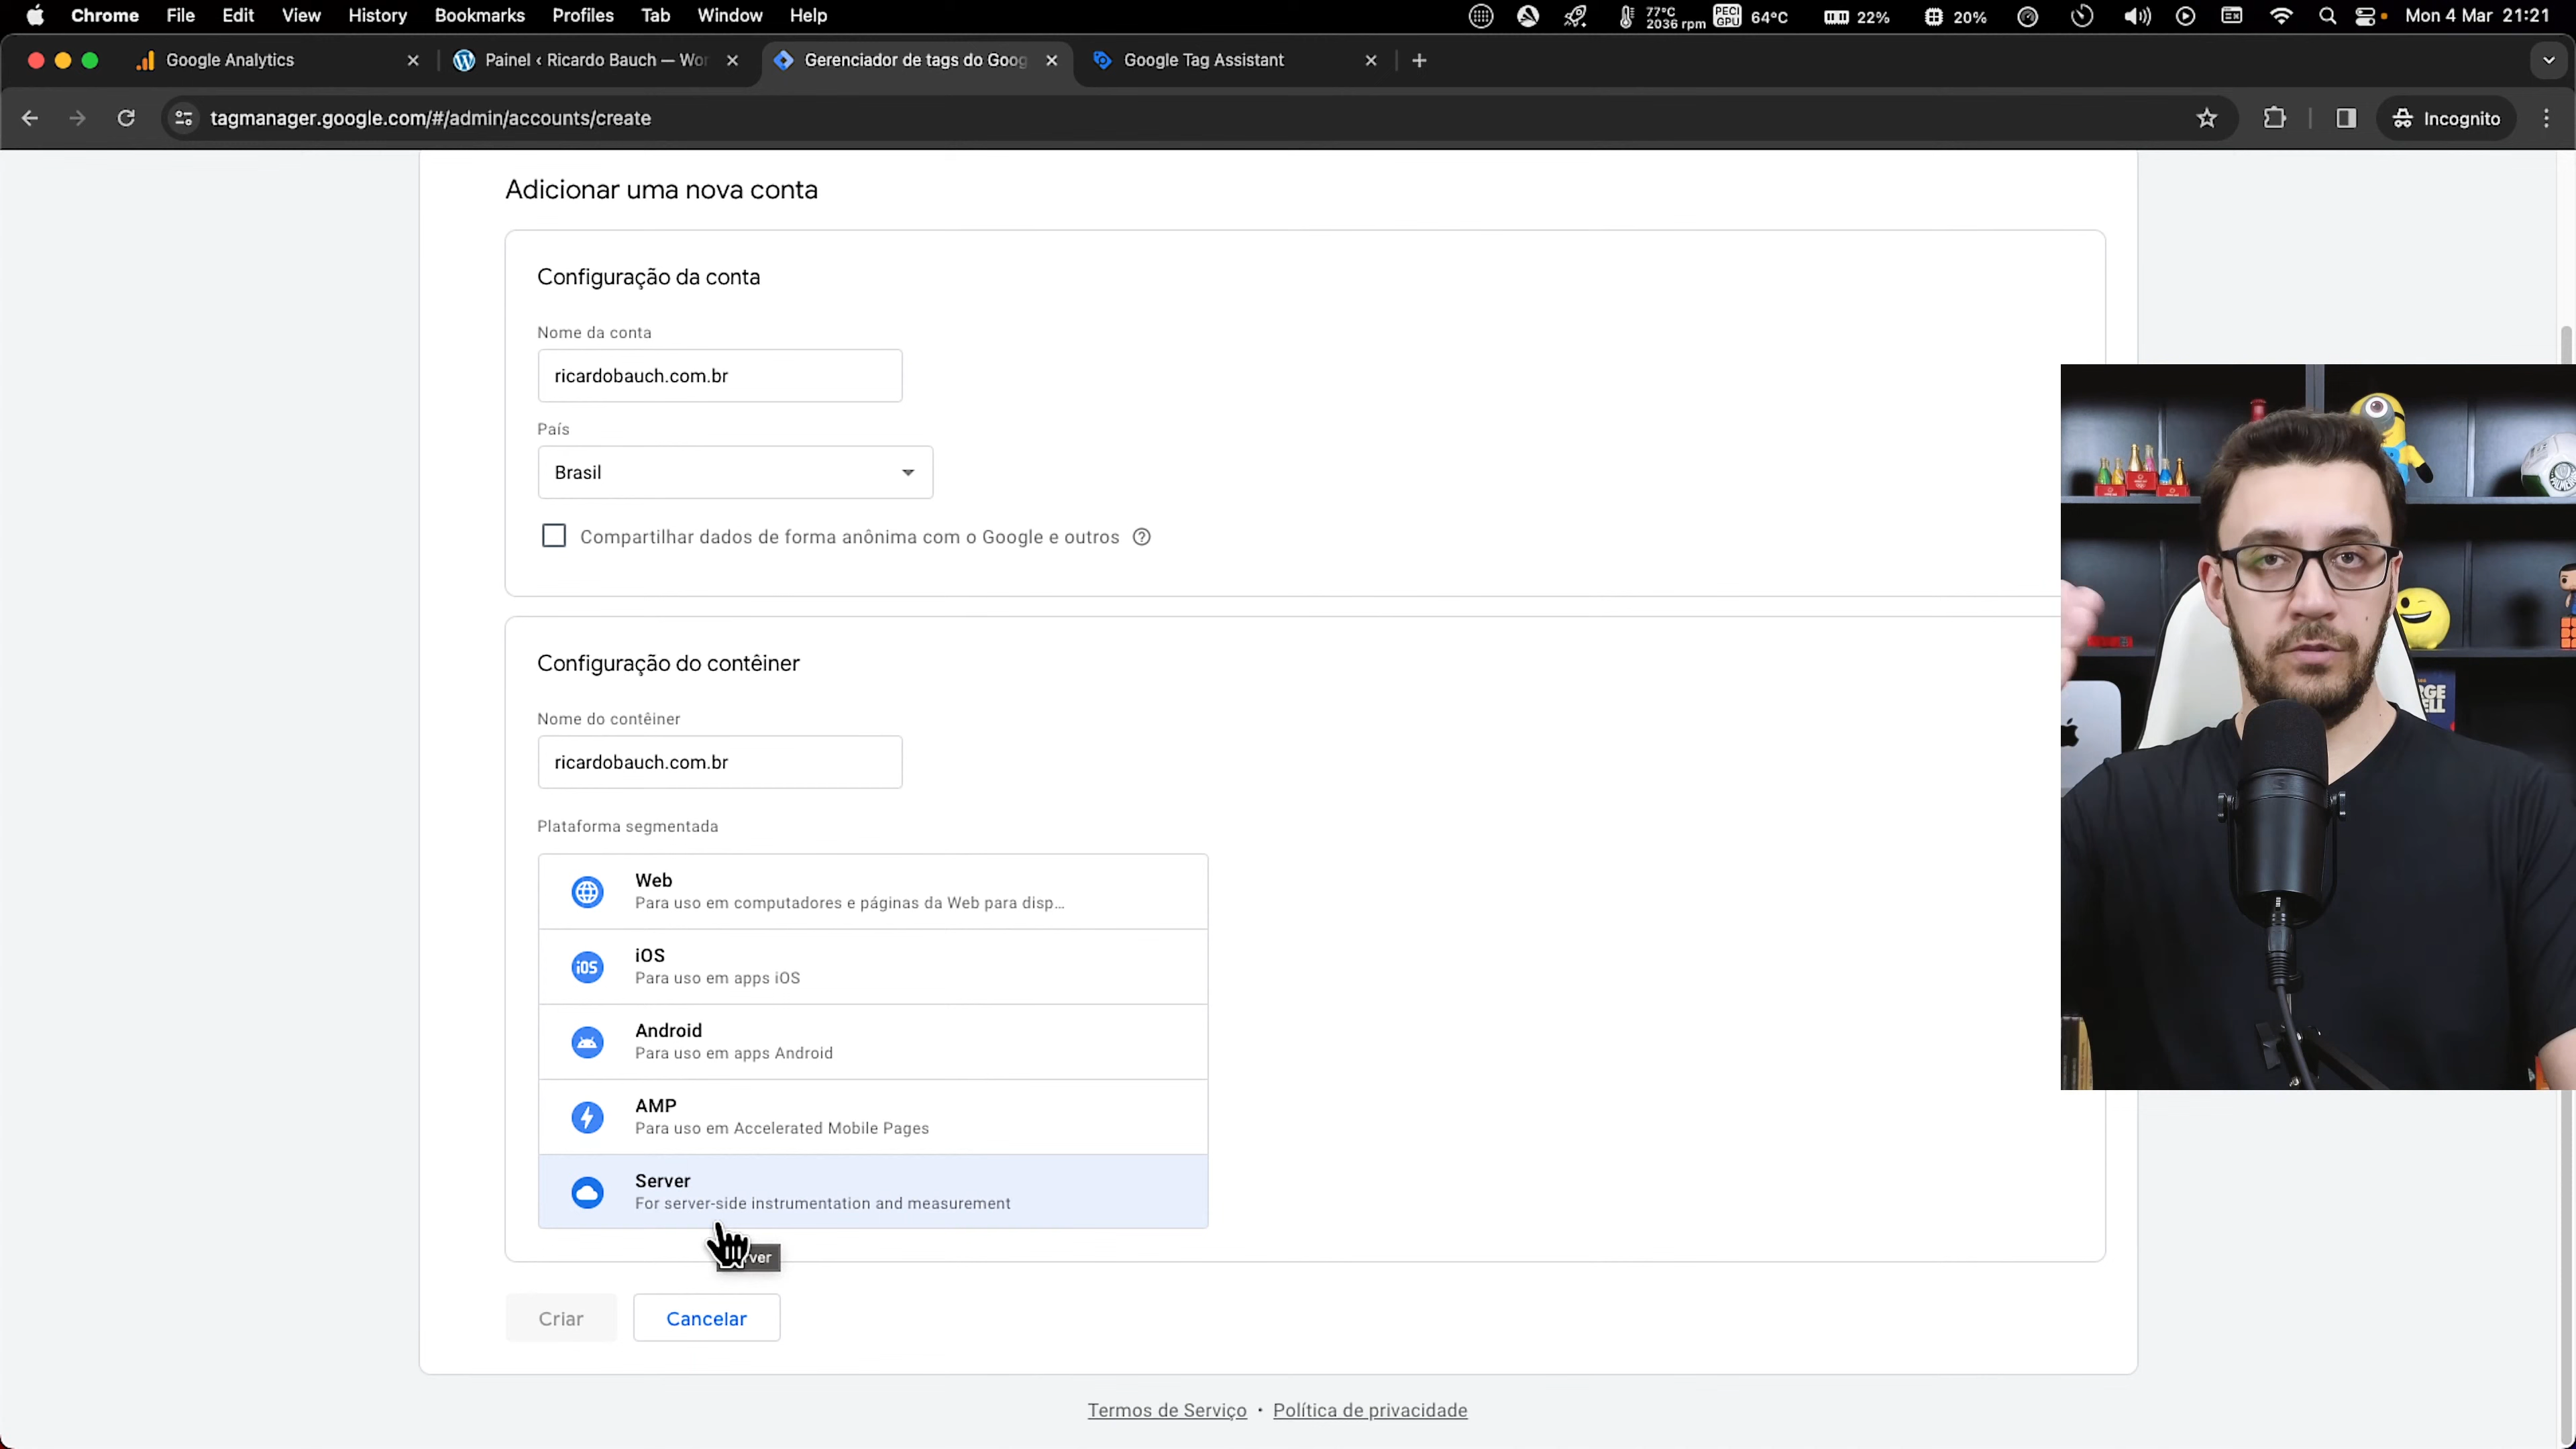 Chrome File Edit View History Bookmarks Profiles Tab Window Help 77°C 2036 rpm PECI GPU 64°C 22% 20% Mon 4 Mar 21:21
Google Analytics Painel ‹ Ricardo Bauch — Wor Gerenciador de tags do Goog Google Tag Assistant
tagmanager.google.com/#/admin/accounts/create Incognito
Adicionar uma nova conta
Configuração da conta
Nome da conta
ricardobauch.com.br
País
Brasil
Compartilhar dados de forma anônima com o Google e outros
Configuração do contêiner
Nome do contêiner
ricardobauch.com.br
Plataforma segmentada
Web
Para uso em computadores e páginas da Web para disp...
iOS
iOS
Para uso em apps iOS
Android
Para uso em apps Android
AMP
Para uso em Accelerated Mobile Pages
Server
For server-side instrumentation and measurement
Criar Cancelar
Termos de Serviço • Política de privacidade